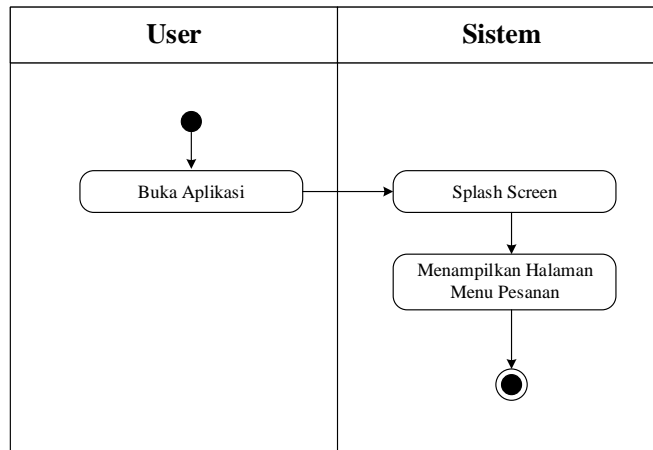 User
Sistem
Buka Aplikasi
Splash Screen
Menampilkan Halaman
Menu Pesanan